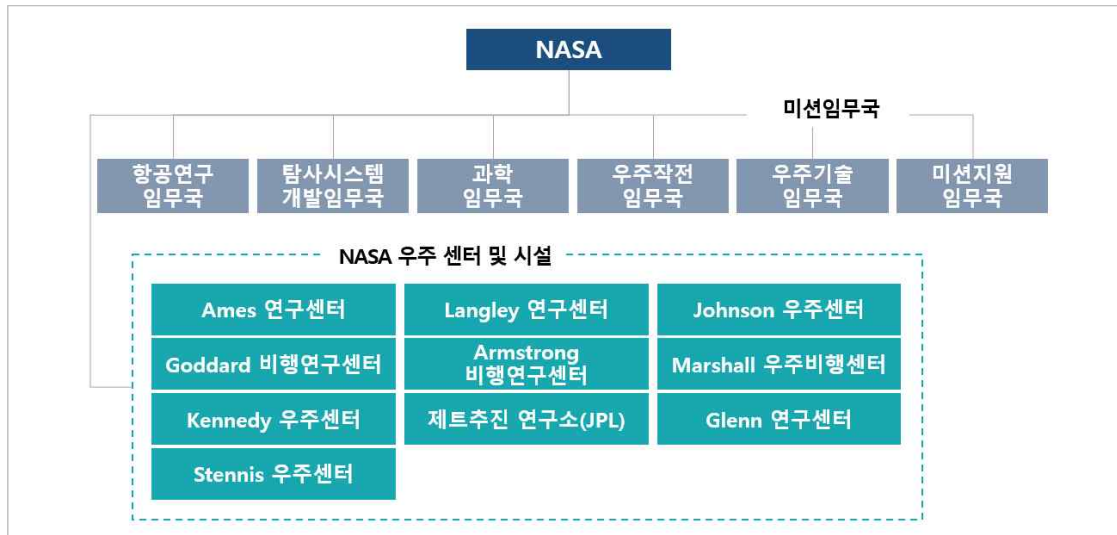 NASA
미션임무국
항공연구
임무국
탐사시스템
개발임무국
과학
임무국
우주작전
임무국
우주기술
임무국
미션지원
임무국
NASA 우주 센터 및 시설
Ames 연구센터
Langley 연구센터
Johnson 우주센터
Goddard 비행연구센터
Armstrong
비행연구센터
Marshall 우주비행센터
Kennedy 우주센터
제트추진 연구소(JPL)
Glenn 연구센터
Stennis 우주센터